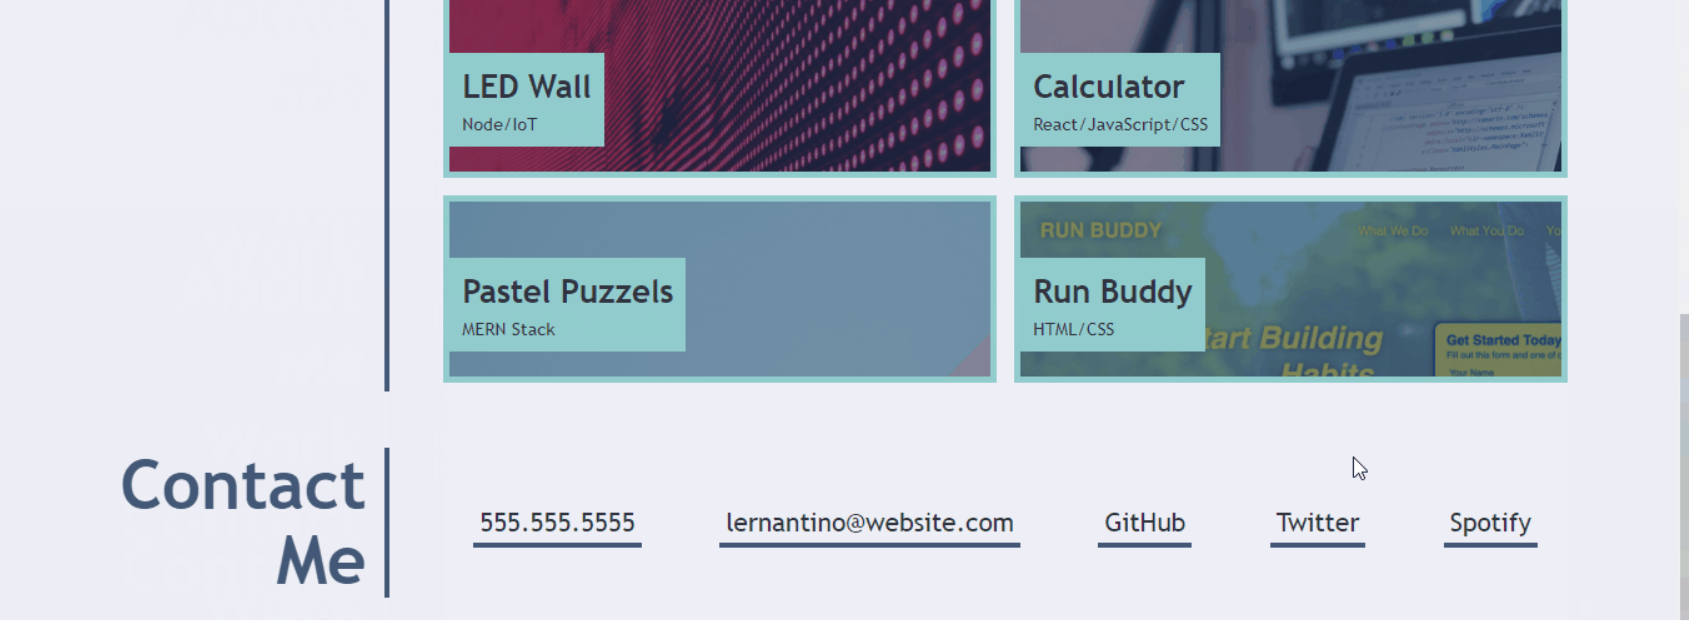 LED Wall
Node/IoT
Calculator
React/JavaScript/CSS
Pastel Puzzels
MERN Stack
RUN BUDDY
What We Do What You Do Yo
Run Buddy
HTML/CSS
tart Building
Habits
Get Started Today
Fill out this form and one of
Your Name
Contact
Me
555.555.5555
lernantino@website.com
GitHub
Twitter
Spotify